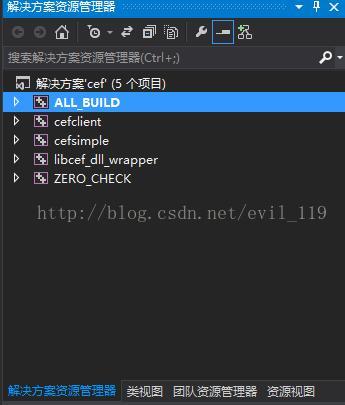 解决方案资源管理器
搜索解决方案资源管理器(Ctrl+;)
解决方案'cef' (5 个项目)
ALL_BUILD
cefclient
cefsimple
libcef_dll_wrapper
ZERO_CHECK
http://blog.csdn.net/evil_119
解决方案资源管理器 类视图 团队资源管理器 资源视图